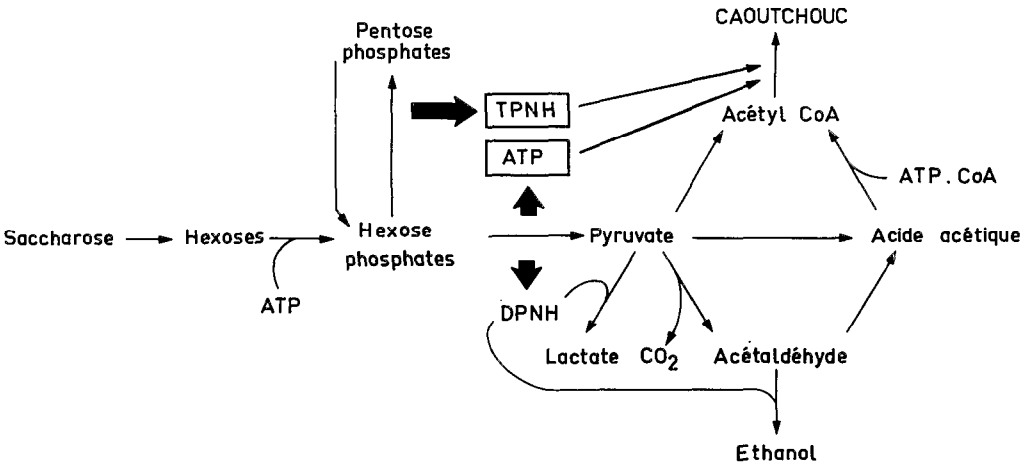 CAOUTCHOUC
Pentose
phosphates
TPNH
Acétyl CoA
ATP
ATP.CoA
Saccharose
Hexoses
Hexose
phosphates
Pyruvate
Acide acétique
ATP
DPNH
Lactate
CO2
Acétaldéhyde
Ethanol